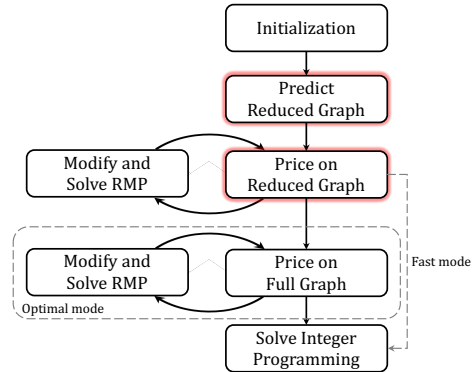 Initialization
Predict
Reduced Graph
Modify and
Solve RMP
Price on
Reduced Graph
Modify and
Solve RMP
Price on
Full Graph
Fast mode
Optimal mode
Solve Integer
Programming